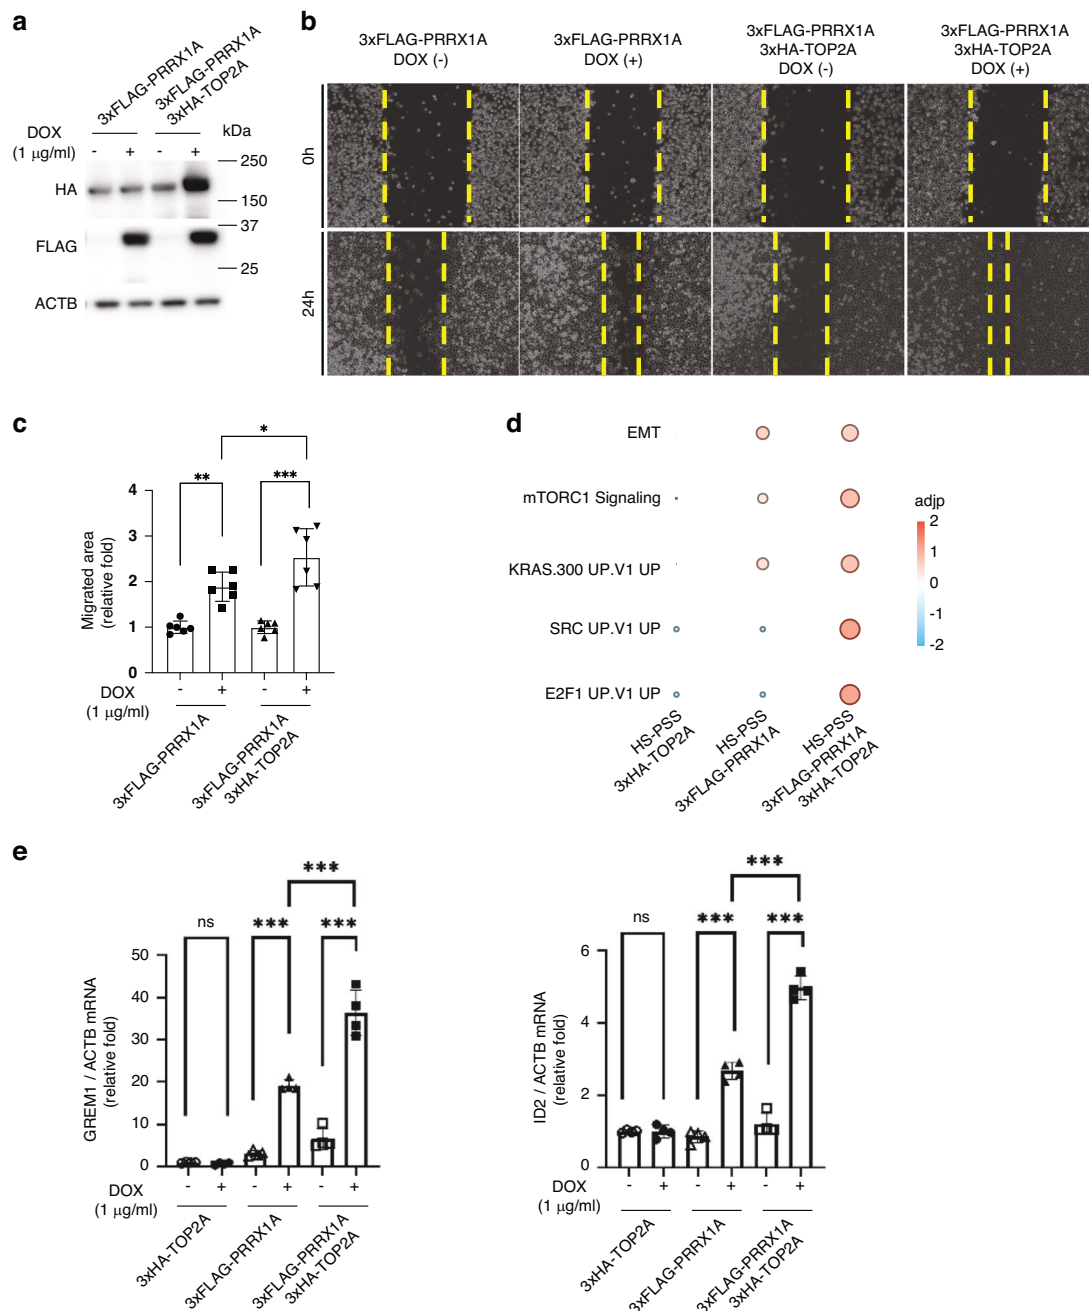 a
3xFLAG-PRRX1A
3xFLAG-PRRX1A
3xHA-TOP2A
DOX
(1 μg/ml)
- + - +
kDa
HA
250
150
FLAG
37
25
ACTB
b
3xFLAG-PRRX1A
DOX (-)
3xFLAG-PRRX1A
DOX (+)
3xFLAG-PRRX1A
3xHA-TOP2A
DOX (-)
3xFLAG-PRRX1A
3xHA-TOP2A
DOX (+)
0h
24h
c
Migrated area
(relative fold)
4
3
2
1
0
**
*
***
DOX
(1 μg/ml)
- + - +
3xFLAG-PRRX1A
3xFLAG-PRRX1A
3xHA-TOP2A
d
EMT
mTORC1 Signaling
KRAS.300 UP.V1 UP
SRC UP.V1 UP
E2F1 UP.V1 UP
HS-PSS
3xHA-TOP2A
HS-PSS
3xFLAG-PRRX1A
HS-PSS
3xFLAG-PRRX1A
3xHA-TOP2A
adjp
2
1
0
-1
-2
e
GREM1 / ACTB mRNA
(relative fold)
50
40
30
20
10
0
ns
***
***
***
DOX
(1 μg/ml)
- + - + - +
3xHA-TOP2A
3xFLAG-PRRX1A
3xFLAG-PRRX1A
3xHA-TOP2A
ID2 / ACTB mRNA
(relative fold)
6
4
2
0
ns
***
***
***
DOX
(1 μg/ml)
- + - + - +
3xHA-TOP2A
3xFLAG-PRRX1A
3xFLAG-PRRX1A
3xHA-TOP2A